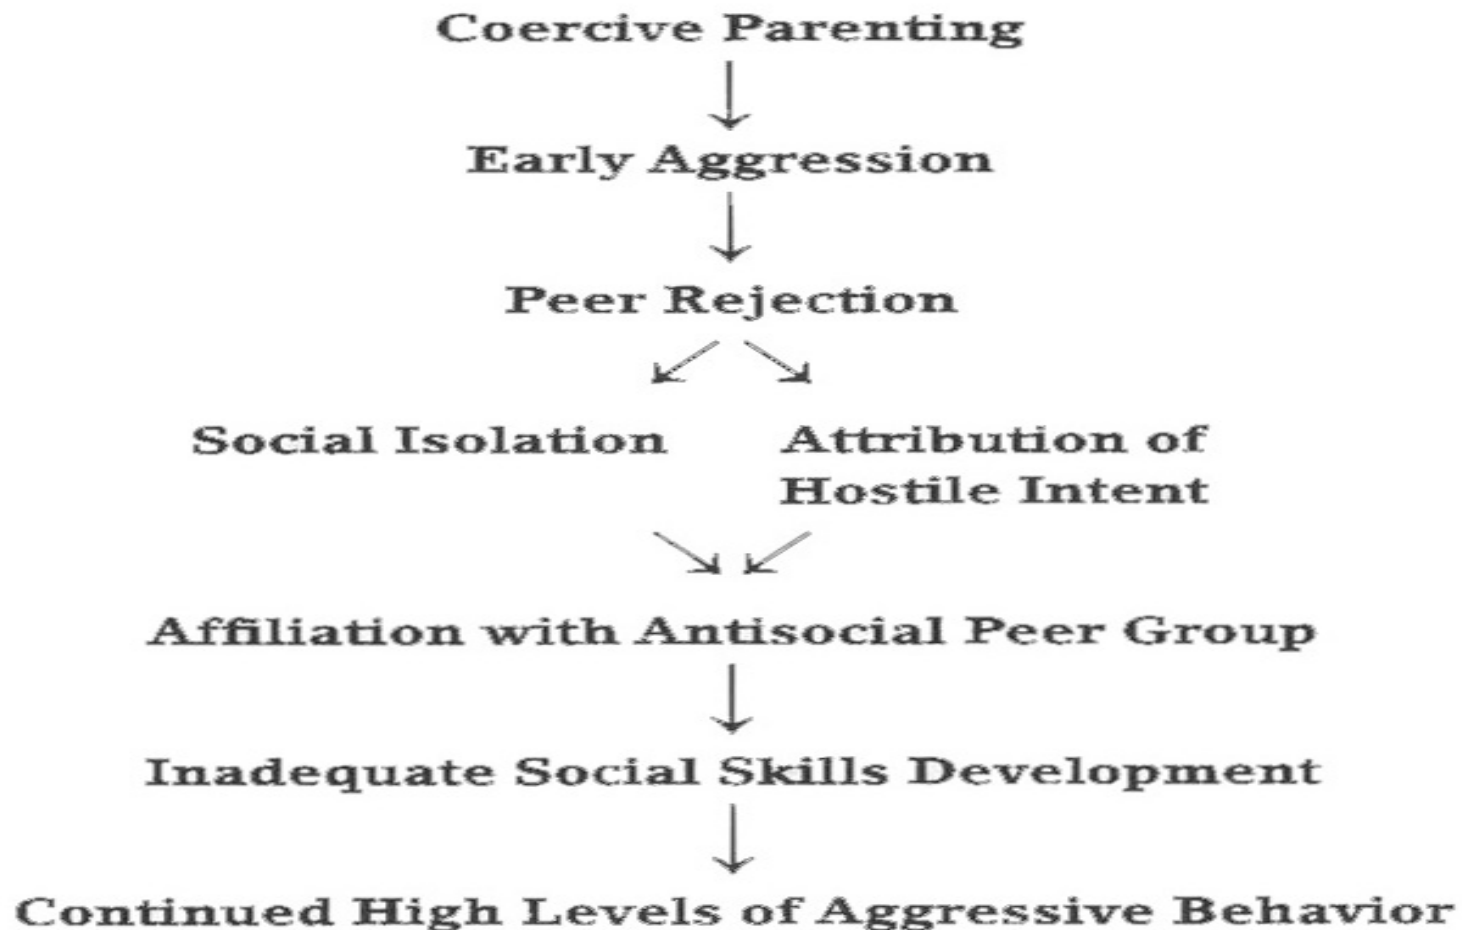 Coercive Parenting
Early Aggression
Peer Rejection
Social Isolation
Attribution of
Hostile Intent
Affiliation with Antisocial Peer Group
Inadequate Social Skills Development
Continued High Levels of Aggressive Behavior